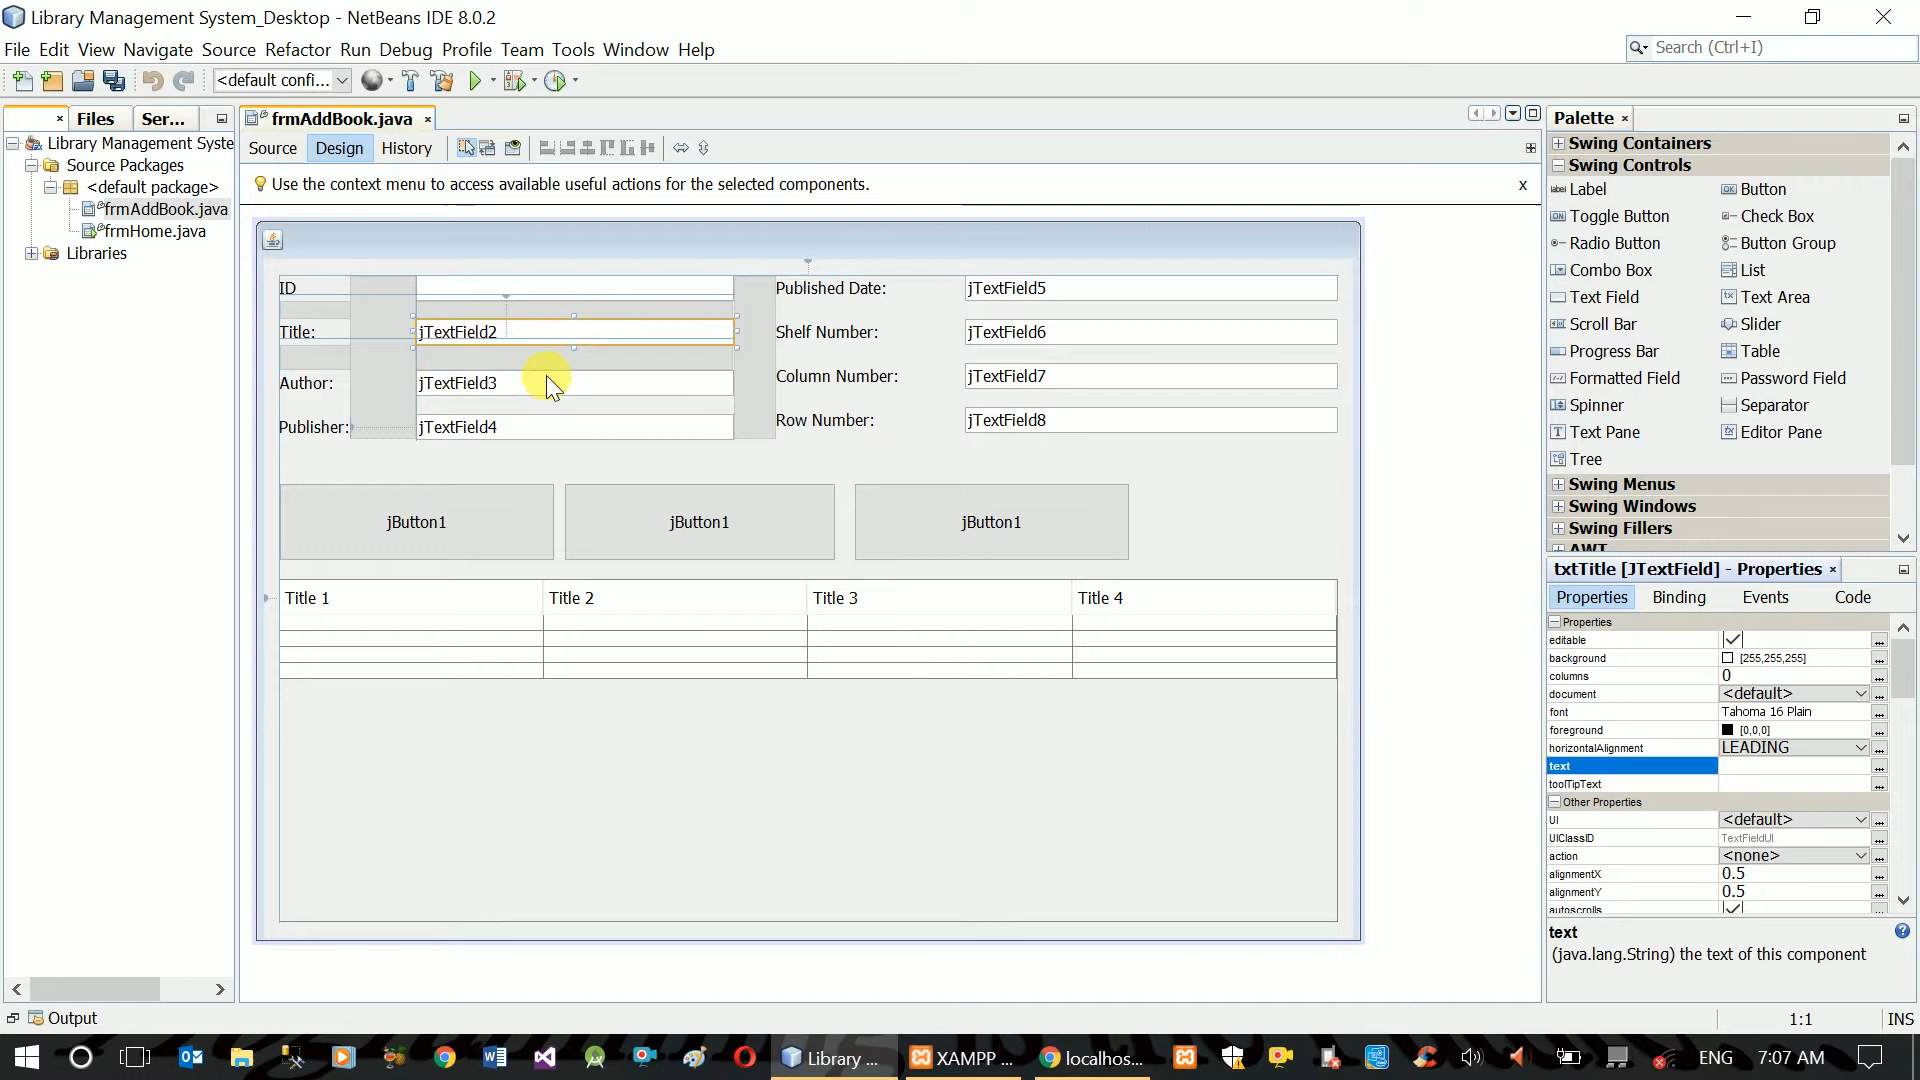 Library Management System_Desktop - NetBeans IDE 8.0.2
File Edit View Navigate Source Refactor Run Debug Profile Team Tools Window Help
Search (Ctrl+I)
<default confi...
Files
Ser...
frmAddBook.java
Palette
Library Management Syste
Source Packages
<default package>
frmAddBook.java
frmHome.java
Libraries
Source
Design
History
Use the context menu to access available useful actions for the selected components.
x
ID
Published Date:
jTextField5
Title:
jTextField2
Shelf Number:
jTextField6
Author:
jTextField3
Column Number:
jTextField7
Publisher:
jTextField4
Row Number:
jTextField8
jButton1
jButton1
jButton1
Title 1
Title 2
Title 3
Title 4
Swing Containers
Swing Controls
Label
Button
Toggle Button
Check Box
Radio Button
Button Group
Combo Box
List
Text Field
Text Area
Scroll Bar
Slider
Progress Bar
Table
Formatted Field
Password Field
Spinner
Separator
Text Pane
Editor Pane
Tree
Swing Menus
Swing Windows
Swing Fillers
AWT
txtTitle [JTextField] - Properties
Properties
Binding
Events
Code
Properties
editable
background [255,255,255]
columns 0
document <default>
font Tahoma 16 Plain
foreground [0,0,0]
horizontalAlignment LEADING
text
toolTipText
Other Properties
UI <default>
UIClassID TextFieldUI
action <none>
alignmentX 0.5
alignmentY 0.5
autoscrolls
text
(java.lang.String) the text of this component
Output
1:1
INS
Library ...
XAMPP ...
localhos...
ENG
7:07 AM